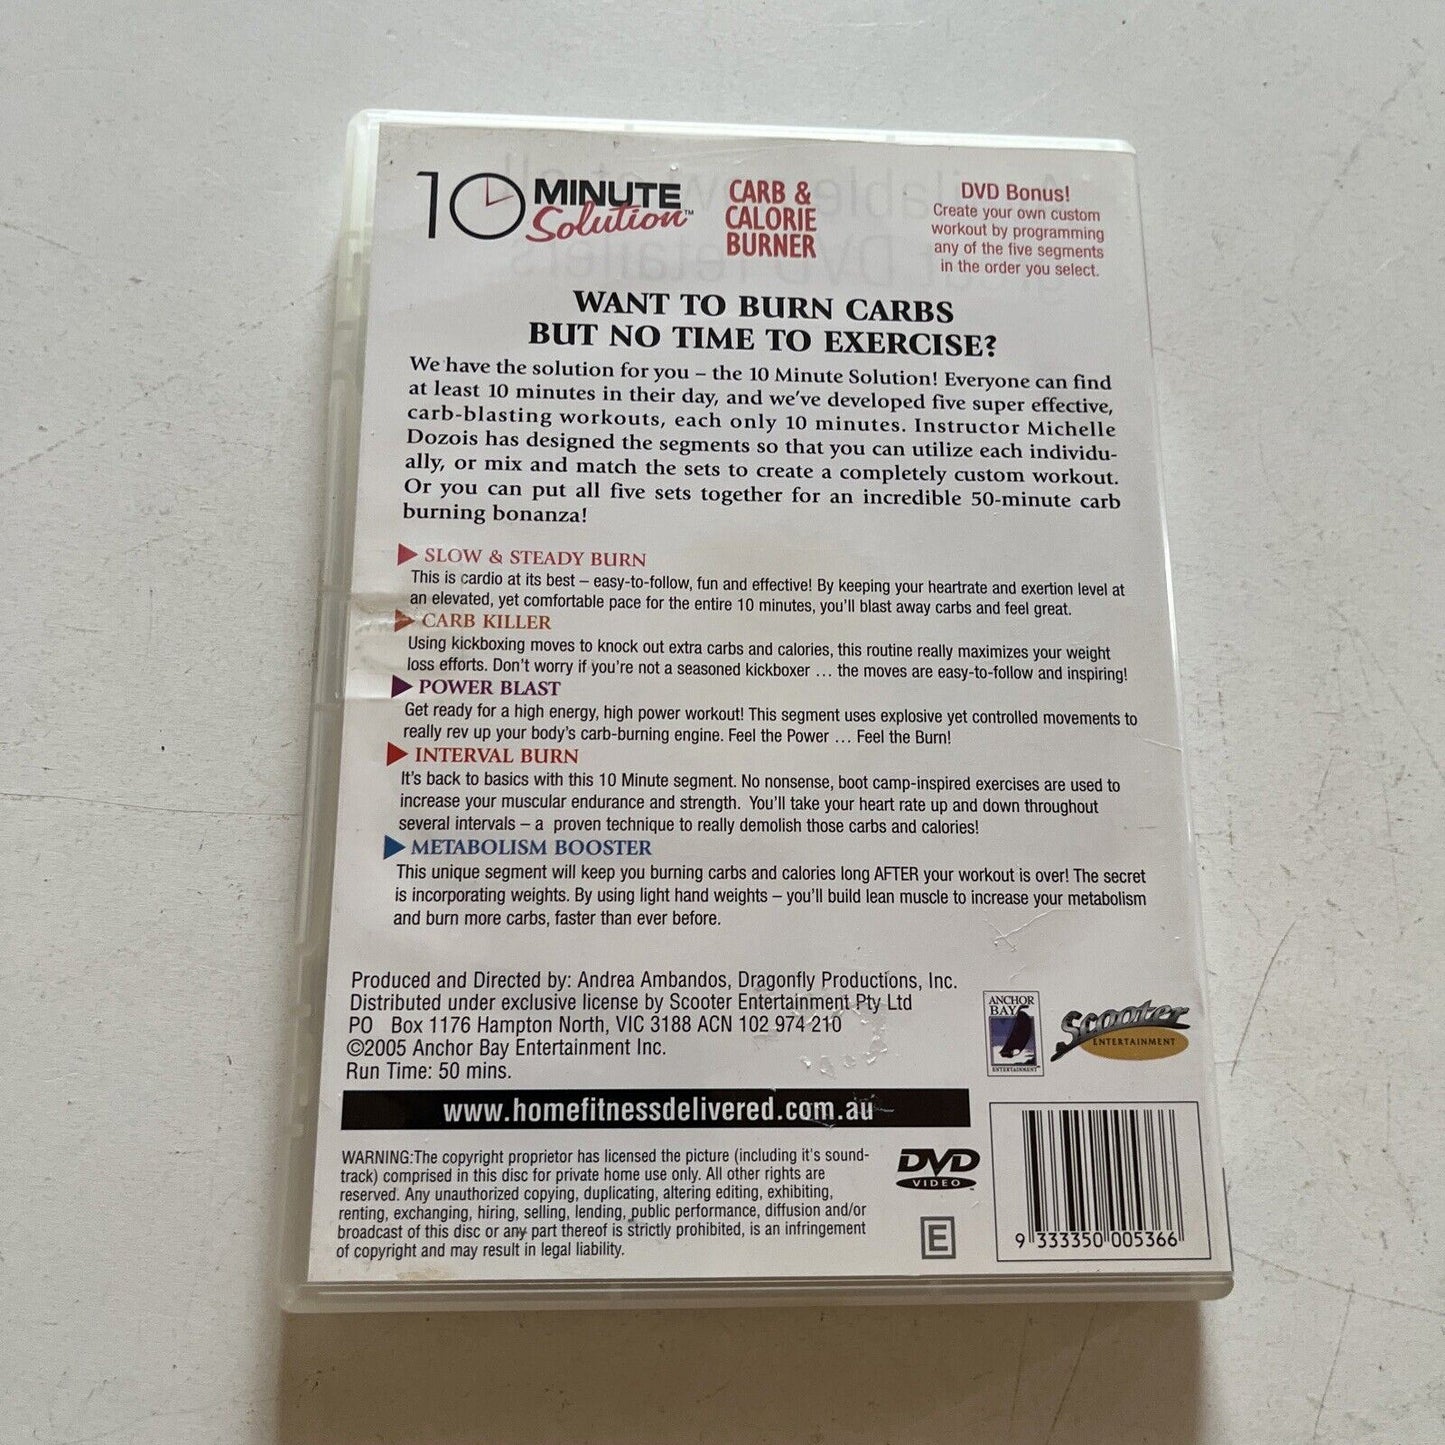 10 MINUTE
Solution™
CARB &
CALORIE
BURNER
DVD Bonus!
Create your own custom
workout by programming
any of the five segments
in the order you select.
WANT TO BURN CARBS
BUT NO TIME TO EXERCISE?
We have the solution for you – the 10 Minute Solution! Everyone can find
at least 10 minutes in their day, and we've developed five super effective,
carb-blasting workouts, each only 10 minutes. Instructor Michelle
Dozois has designed the segments so that you can utilize each individu-
ally, or mix and match the sets to create a completely custom workout.
Or you can put all five sets together for an incredible 50-minute carb
burning bonanza!
SLOW & STEADY BURN
This is cardio at its best – easy-to-follow, fun and effective! By keeping your heartrate and exertion level at
an elevated, yet comfortable pace for the entire 10 minutes, you'll blast away carbs and feel great.
CARB KILLER
Using kickboxing moves to knock out extra carbs and calories, this routine really maximizes your weight
loss efforts. Don't worry if you're not a seasoned kickboxer ... the moves are easy-to-follow and inspiring!
POWER BLAST
Get ready for a high energy, high power workout! This segment uses explosive yet controlled movements to
really rev up your body's carb-burning engine. Feel the Power ... Feel the Burn!
INTERVAL BURN
It's back to basics with this 10 Minute segment. No nonsense, boot camp-inspired exercises are used to
increase your muscular endurance and strength. You'll take your heart rate up and down throughout
several intervals – a proven technique to really demolish those carbs and calories!
METABOLISM BOOSTER
This unique segment will keep you burning carbs and calories long AFTER your workout is over! The secret
is incorporating weights. By using light hand weights – you'll build lean muscle to increase your metabolism
and burn more carbs, faster than ever before.
Produced and Directed by: Andrea Ambandos, Dragonfly Productions, Inc.
Distributed under exclusive license by Scooter Entertainment Pty Ltd
PO Box 1176 Hampton North, VIC 3188 ACN 102 974 210
©2005 Anchor Bay Entertainment Inc.
Run Time: 50 mins.
ANCHOR
BAY
ENTERTAINMENT
Scooter
ENTERTAINMENT
www.homefitnessdelivered.com.au
WARNING:The copyright proprietor has licensed the picture (including it's sound-
track) comprised in this disc for private home use only. All other rights are
reserved. Any unauthorized copying, duplicating, altering editing, exhibiting,
renting, exchanging, hiring, selling, lending, public performance, diffusion and/or
broadcast of this disc or any part thereof is strictly prohibited, is an infringement
of copyright and may result in legal liability.
DVD
VIDEO™
E
9 333350 005366